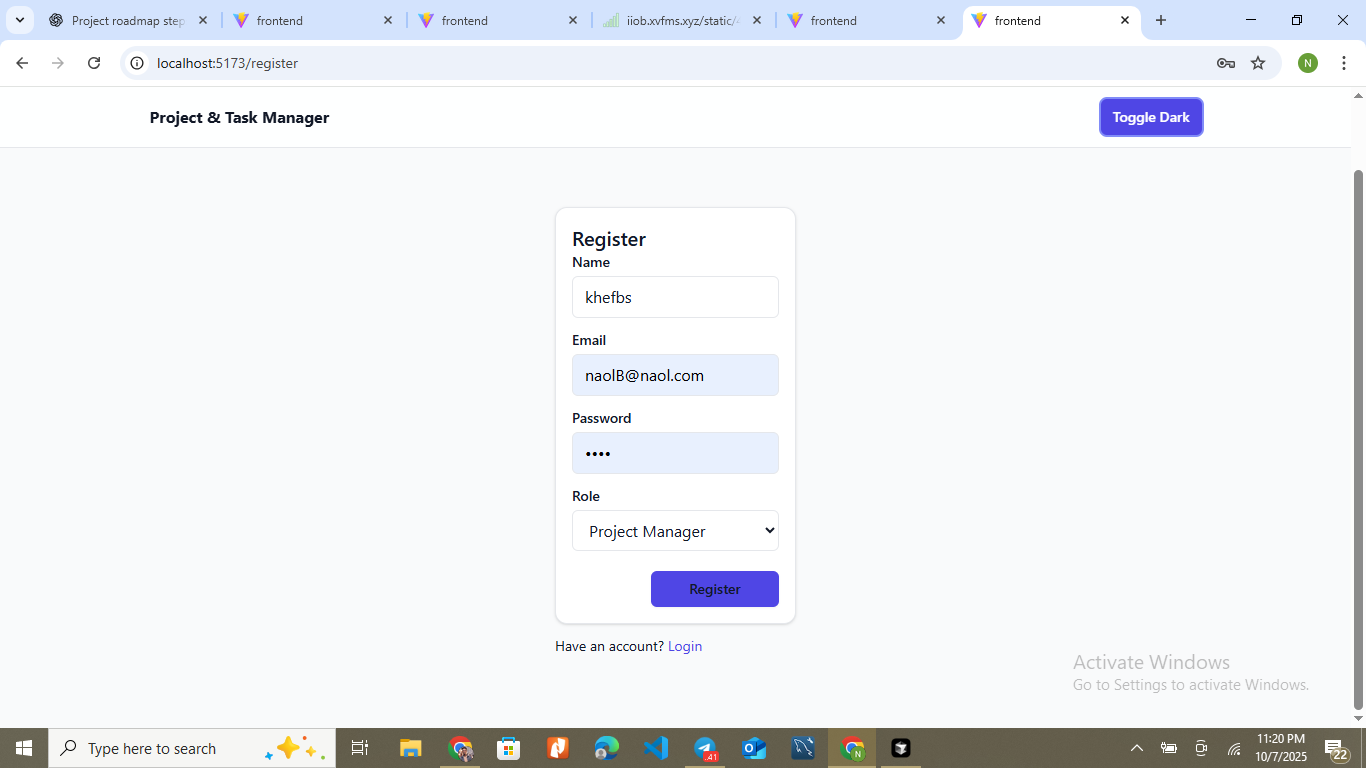 Project roadmap step
frontend
frontend
iiob.xvfms.xyz/static/
frontend
frontend
localhost:5173/register
N
Project & Task Manager
Toggle Dark
Register
Name
khefbs
Email
naolB@naol.com
Password
••••
Role
Project Manager
Register
Have an account? Login
Activate Windows
Go to Settings to activate Windows.
Type here to search
41
N
11:20 PM
10/7/2025
22